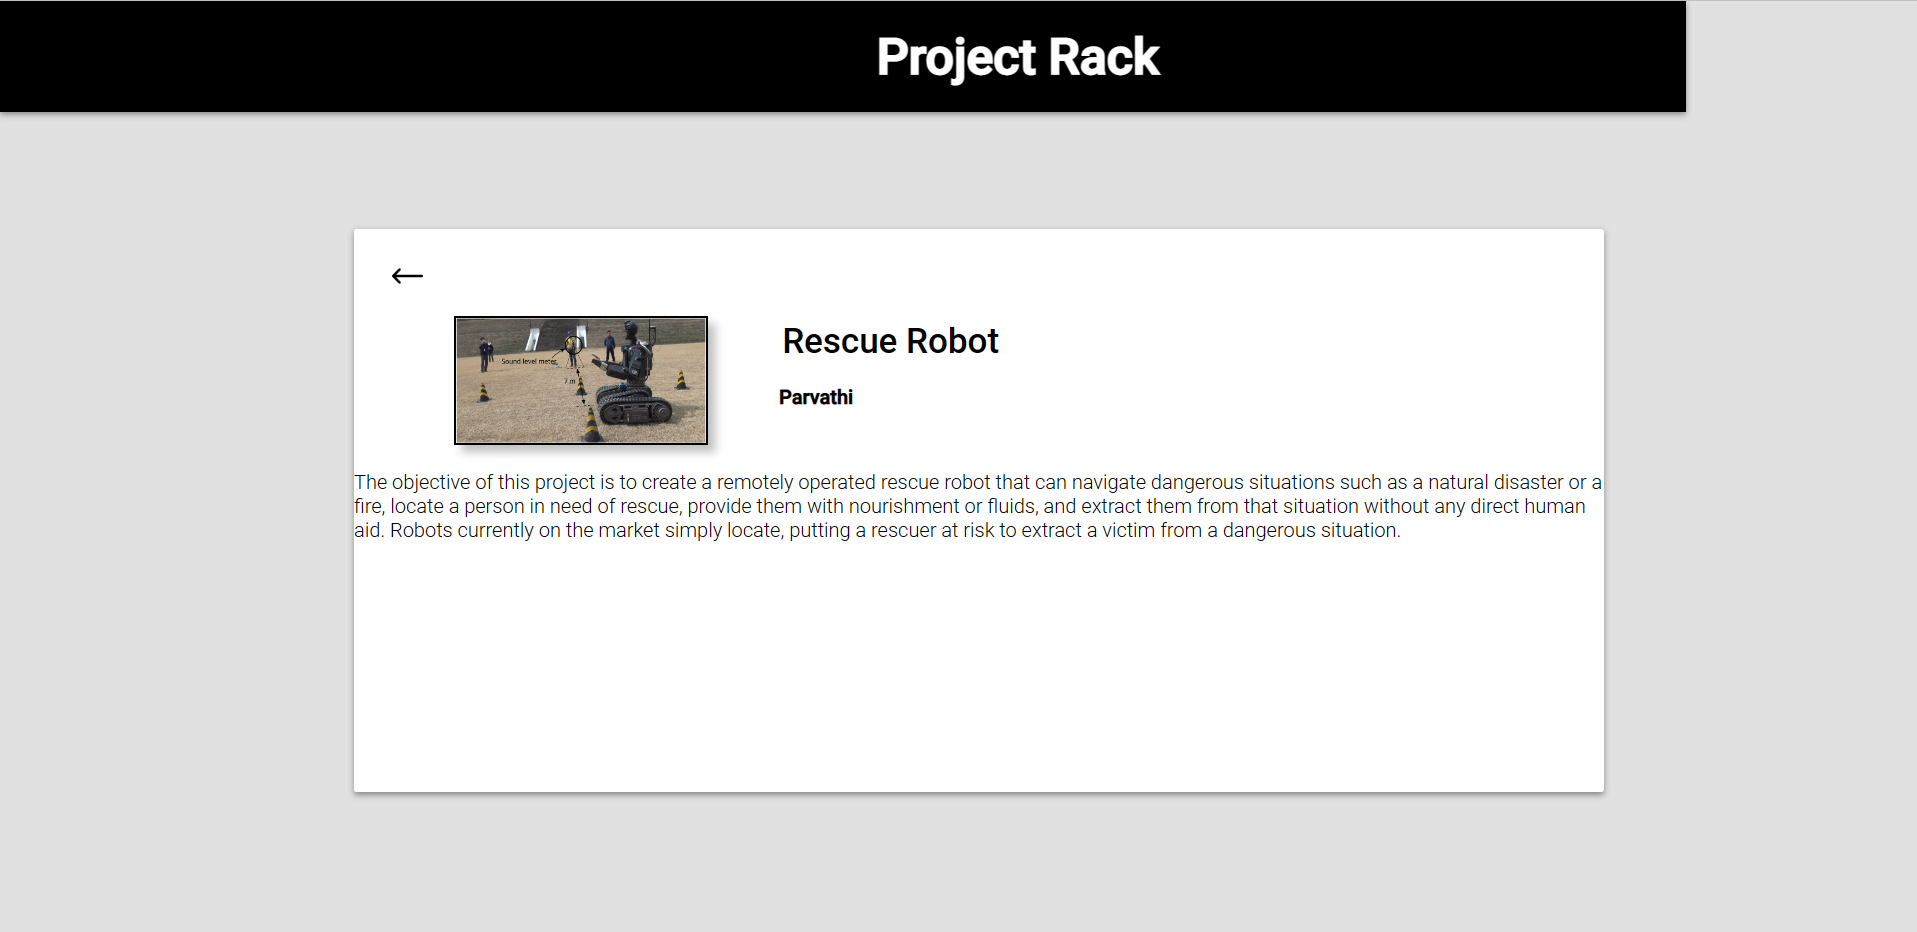 Project Rack
Rescue Robot
Sound level meter
7 m
Parvathi
The objective of this project is to create a remotely operated rescue robot that can navigate dangerous situations such as a natural disaster or a
fire, locate a person in need of rescue, provide them with nourishment or fluids, and extract them from that situation without any direct human
aid. Robots currently on the market simply locate, putting a rescuer at risk to extract a victim from a dangerous situation.